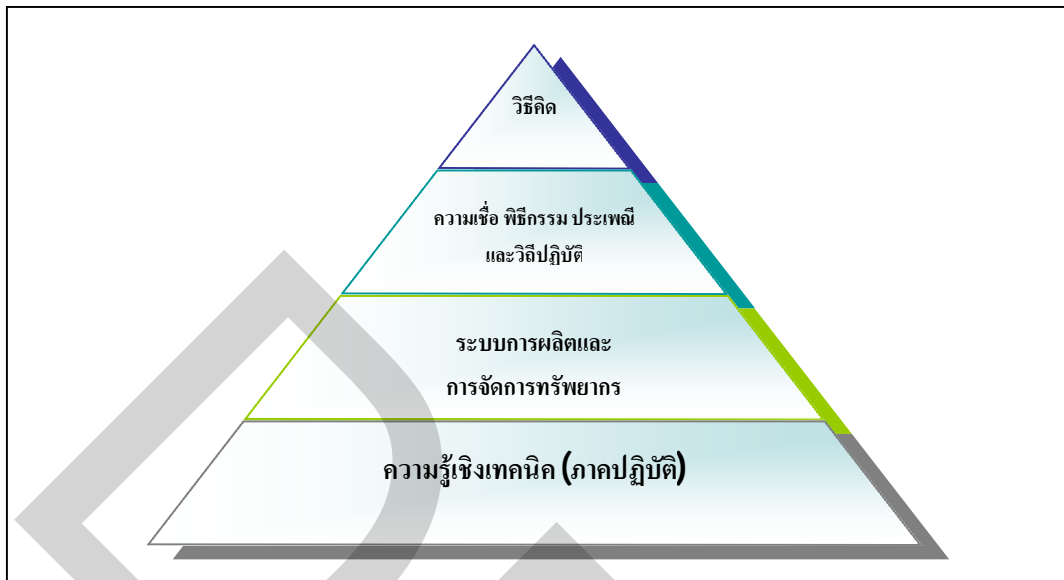 วิธีคิด
ความเชื่อ พิธีกรรม ประเพณี
และวิถีปฏิบัติ
ระบบการผลิตและ
การจัดการทรัพยากร
ความรู้เชิงเทคนิค (ภาคปฏิบัติ)